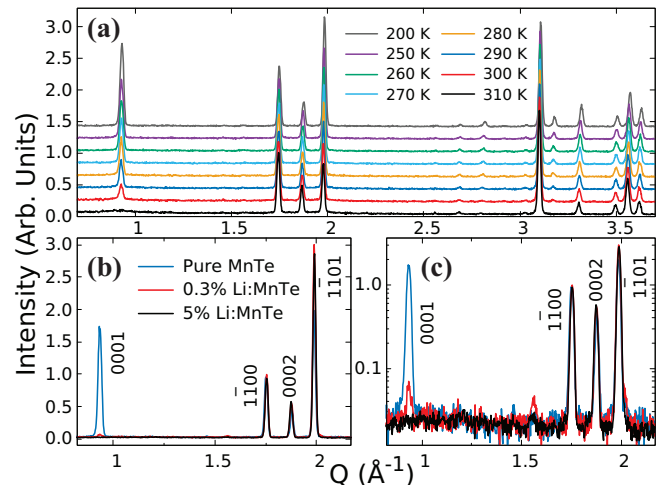 (a)
Intensity (Arb. Units)
3.0
2.5
2.0
1.5
1.0
0.5
0.0
200 K
250 K
260 K
270 K
280 K
290 K
300 K
310 K
1
1.5
2
2.5
3
3.5
(b)
3.0
2.5
2.0
1.5
1.0
0.5
0.0
Pure MnTe
0.3% Li:MnTe
5% Li:MnTe
0001
1̅100
0002
1̅101
1
1.5
2
(c)
1.0
0.1
0001
1̅100
0002
1̅101
1
1.5
2
Q (Å⁻¹)